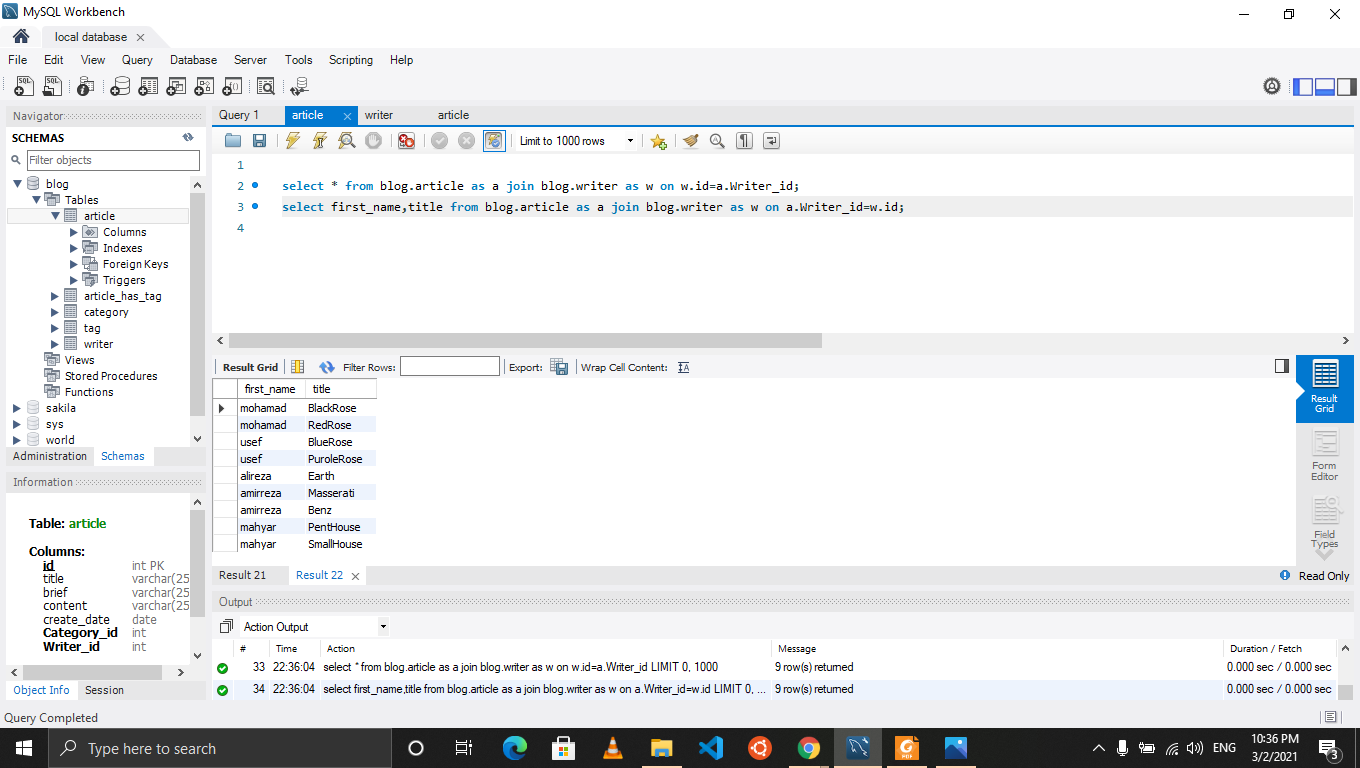 MySQL Workbench
local database
File Edit View Query Database Server Tools Scripting Help
Navigator
SCHEMAS
Filter objects
blog
Tables
article
Columns
Indexes
Foreign Keys
Triggers
article_has_tag
category
tag
writer
Views
Stored Procedures
Functions
sakila
sys
world
Administration Schemas
Information
Table: article
Columns:
id int PK
title varchar(25
brief varchar(25
content varchar(25
create_date date
Category_id int
Writer_id int
Object Info Session
Query 1 article writer article
Limit to 1000 rows
1
2 select * from blog.article as a join blog.writer as w on w.id=a.Writer_id;
3 select first_name,title from blog.article as a join blog.writer as w on a.Writer_id=w.id;
4
Result Grid Filter Rows: Export: Wrap Cell Content:
first_name title
mohamad BlackRose
mohamad RedRose
usef BlueRose
usef PuroleRose
alireza Earth
amirreza Masserati
amirreza Benz
mahyar PentHouse
mahyar SmallHouse
Result
Grid
Form
Editor
Field
Types
Result 21 Result 22 Read Only
Output
Action Output
# Time Action Message Duration / Fetch
33 22:36:04 select * from blog.article as a join blog.writer as w on w.id=a.Writer_id LIMIT 0, 1000 9 row(s) returned 0.000 sec / 0.000 sec
34 22:36:04 select first_name,title from blog.article as a join blog.writer as w on a.Writer_id=w.id LIMIT 0, ... 9 row(s) returned 0.000 sec / 0.000 sec
Query Completed
Type here to search
ENG
10:36 PM
3/2/2021
3